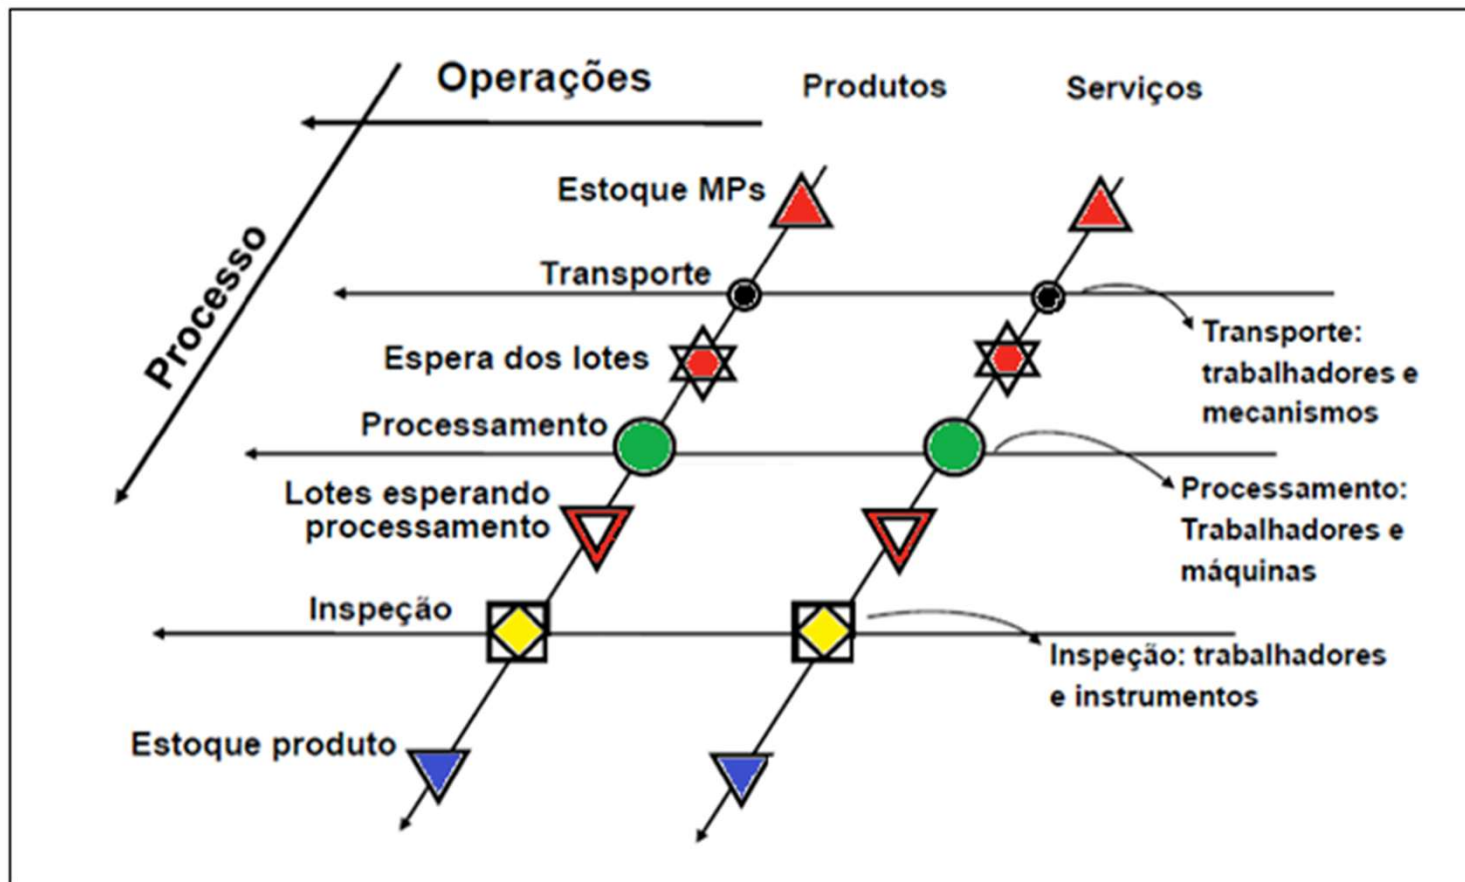 Operações
Produtos
Serviços
Processo
Estoque MPs
Transporte
Transporte:
trabalhadores e
mecanismos
Espera dos lotes
Processamento
Processamento:
Trabalhadores e
máquinas
Lotes esperando
processamento
Inspeção
Inspeção: trabalhadores
e instrumentos
Estoque produto